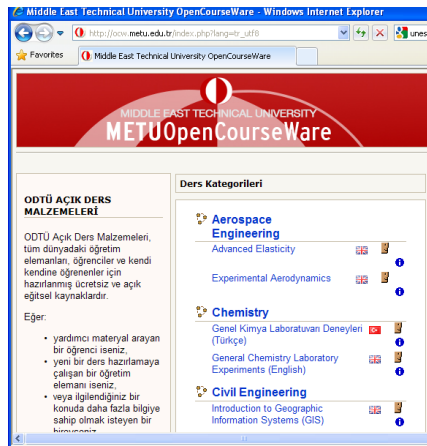 Middle East Technical University OpenCourseWare - Windows Internet Explorer
http://ocw.metu.edu.tr/index.php?lang=tr_utf8
unes
Favorites
Middle East Technical University OpenCourseWare
MIDDLE EAST TECHNICAL UNIVERSITY
METUOpenCourseWare
ODTÜ AÇIK DERS
MALZEMELERİ
ODTÜ Açık Ders Malzemeleri,
tüm dünyadaki öğretim
elemanları, öğrenciler ve kendi
kendine öğrenenler için
hazırlanmış ücretsiz ve açık
eğitsel kaynaklardır.
Eğer:
• yardımcı materyal arayan
bir öğrenci iseniz,
• yeni bir ders hazırlamaya
çalışan bir öğretim
elemanı iseniz,
• veya ilgilendiğiniz bir
konuda daha fazla bilgiye
sahip olmak isteyen bir
bireyseniz
Ders Kategorileri
Aerospace
Engineering
Advanced Elasticity
Experimental Aerodynamics
Chemistry
Genel Kimya Laboratuvarı Deneyleri
(Türkçe)
General Chemistry Laboratory
Experiments (English)
Civil Engineering
Introduction to Geographic
Information Systems (GIS)